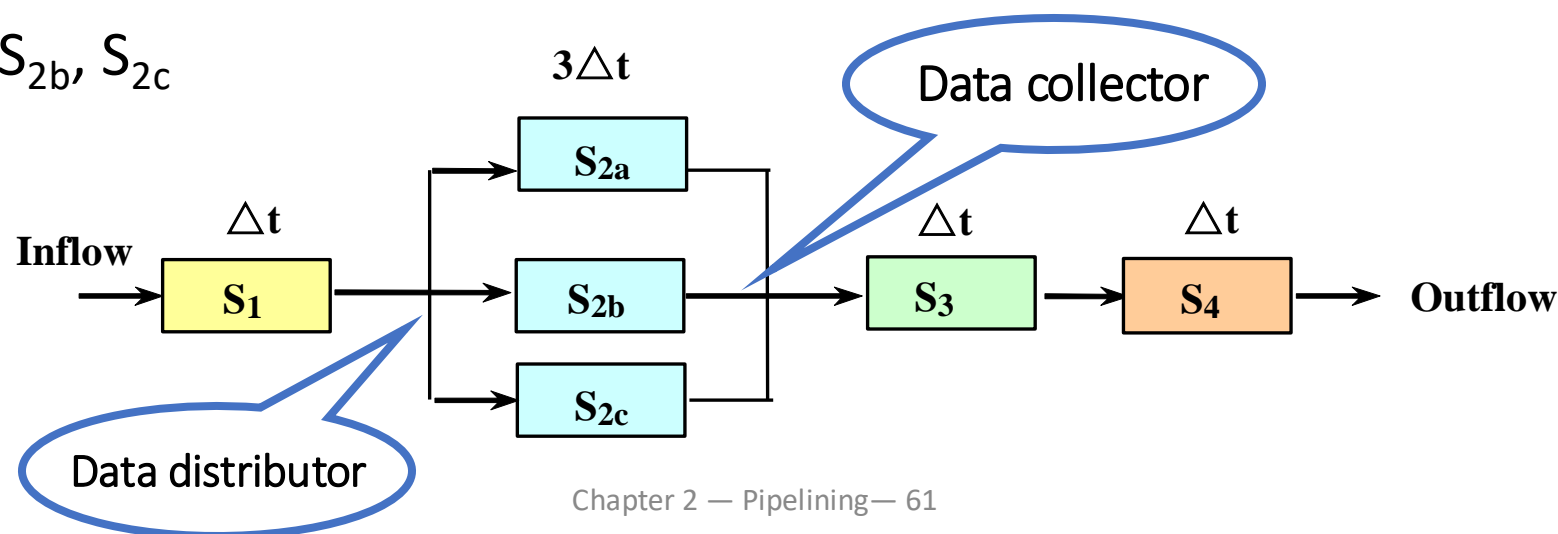 S2b, S2c
3△t
Data collector
S2a
△t
△t
△t
Inflow
S1
S2b
S3
S4
Outflow
S2c
Data distributor
Chapter 2 — Pipelining— 61